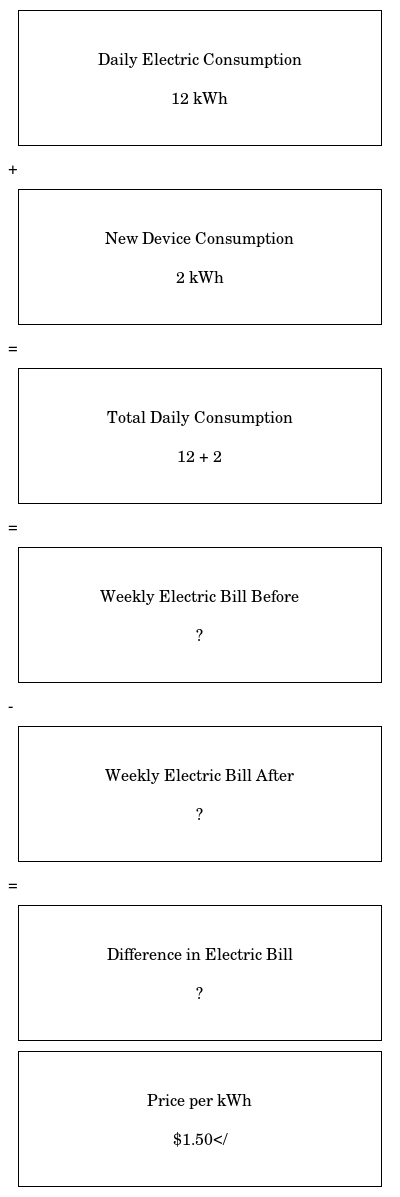 Daily Electric Consumption
12 kWh
+
New Device Consumption
2 kWh
=
Total Daily Consumption
12 + 2
=
Weekly Electric Bill Before
?
-
Weekly Electric Bill After
?
=
Difference in Electric Bill
?
Price per kWh
$1.50</